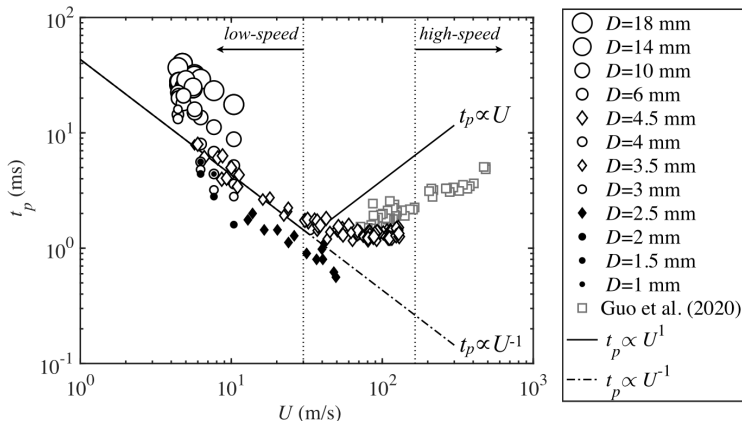 10²
10¹
10⁰
10⁻¹
t_p (ms)
low-speed
high-speed
t_p∝U
t_p∝U⁻¹
10⁰
10¹
10²
10³
U (m/s)
D=18 mm
D=14 mm
D=10 mm
D=6 mm
D=4.5 mm
D=4 mm
D=3.5 mm
D=3 mm
D=2.5 mm
D=2 mm
D=1.5 mm
D=1 mm
Guo et al. (2020)
t_p ∝ U¹
t_p ∝ U⁻¹